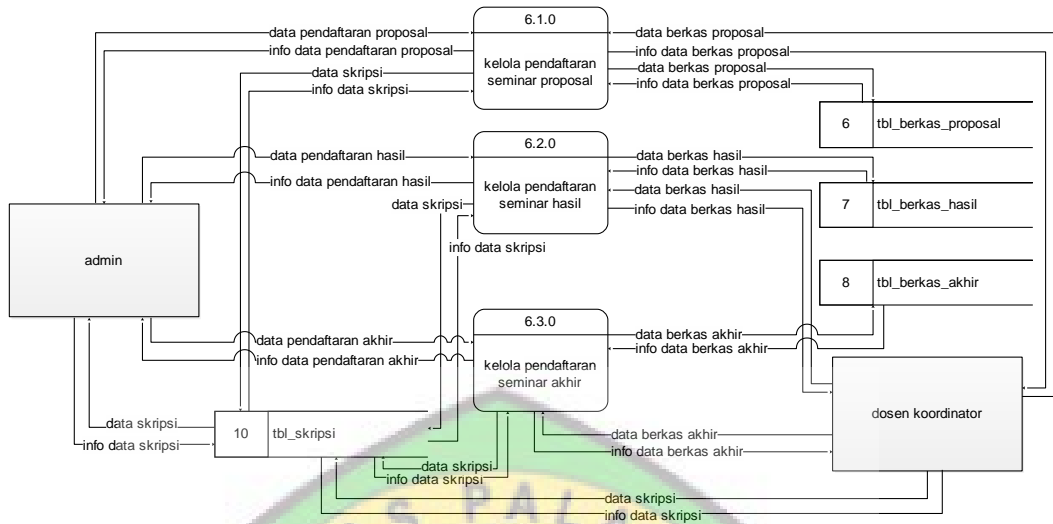 6.1.0
data pendaftaran proposal
data berkas proposal
info data pendaftaran proposal
info data berkas proposal
kelola pendaftaran
seminar proposal
data skripsi
data berkas proposal
info data skripsi
info data berkas proposal
6 tbl_berkas_proposal
6.2.0
data pendaftaran hasil
data berkas hasil
info data berkas hasil
info data pendaftaran hasil
kelola pendaftaran
seminar hasil
data berkas hasil
data skripsi
info data berkas hasil
7 tbl_berkas_hasil
info data skripsi
admin
8 tbl_berkas_akhir
6.3.0
data pendaftaran akhir
data berkas akhir
info data pendaftaran akhir
info data berkas akhir
kelola pendaftaran
seminar akhir
dosen koordinator
data skripsi
10 tbl_skripsi
info data skripsi
data berkas akhir
info data berkas akhir
data skripsi
info data skripsi
data skripsi
info data skripsi
S PAL